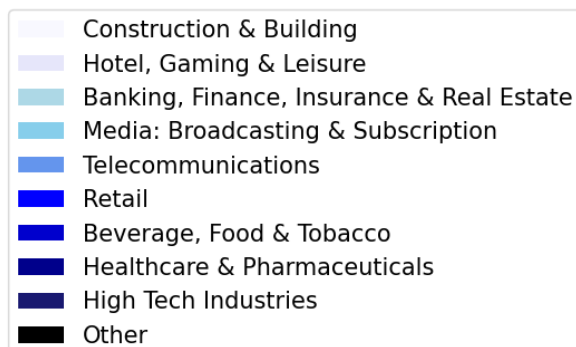 Construction & Building
Hotel, Gaming & Leisure
Banking, Finance, Insurance & Real Estate
Media: Broadcasting & Subscription
Telecommunications
Retail
Beverage, Food & Tobacco
Healthcare & Pharmaceuticals
High Tech Industries
Other